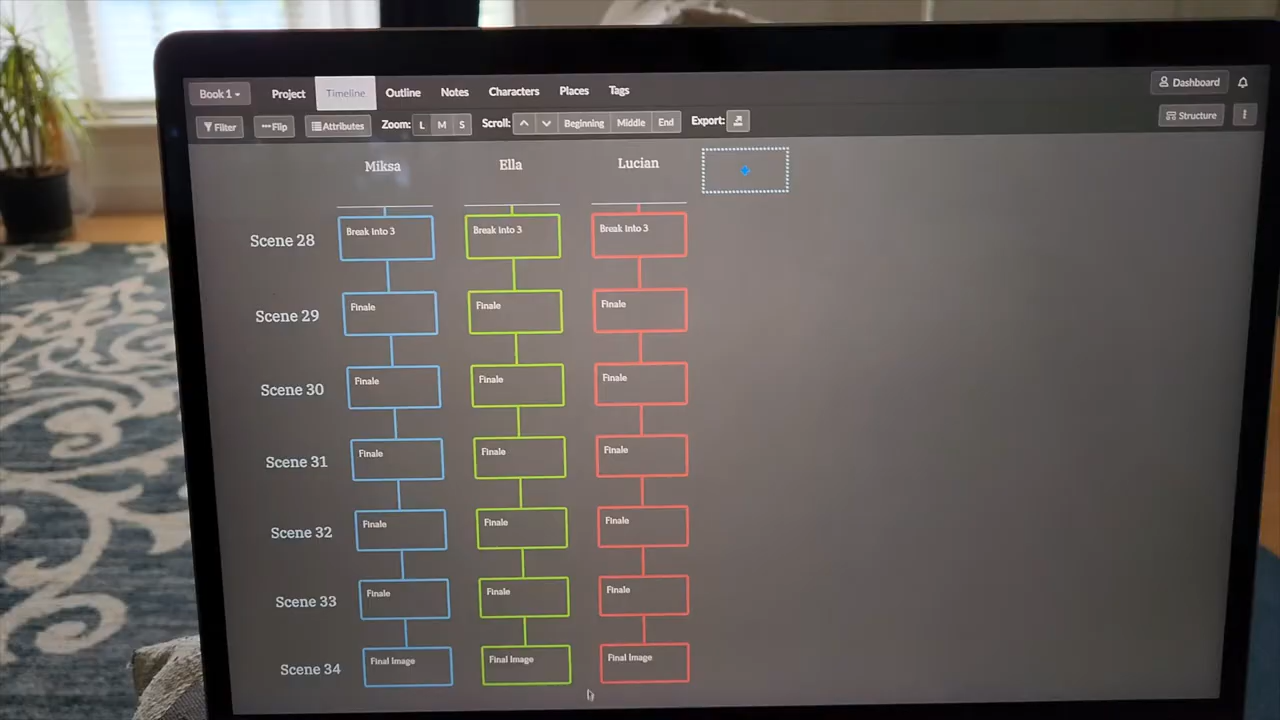 Book 1 Project Timeline Outline Notes Characters Places Tags Dashboard
Filter Flip Attributes Zoom: L M S Scroll: Beginning Middle End Export: Structure
Miksa Ella Lucian
Scene 28 Break Into 3 Break Into 3 Break Into 3
Scene 29 Finale Finale Finale
Scene 30 Finale Finale Finale
Scene 31 Finale Finale Finale
Scene 32 Finale Finale Finale
Scene 33 Finale Finale Finale
Scene 34 Final Image Final Image Final Image